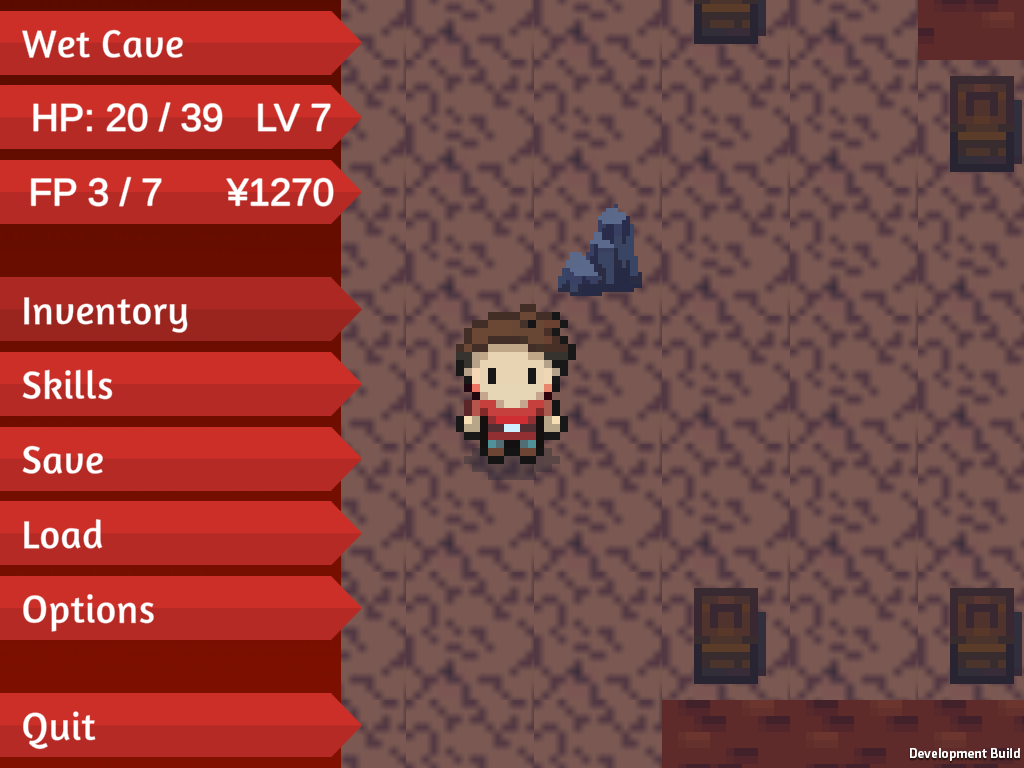 Wet Cave
HP: 20 / 39 LV 7
FP 3 / 7 ¥1270
Inventory
Skills
Save
Load
Options
Quit
Development Build